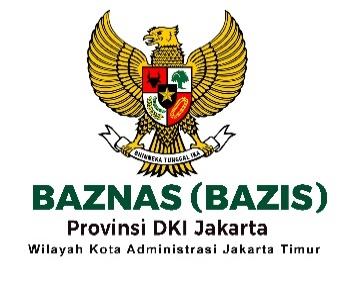 BHINNEKA TUNGGAL IKA
BAZNAS (BAZIS)
Provinsi DKI Jakarta
Wilayah Kota Administrasi Jakarta Timur